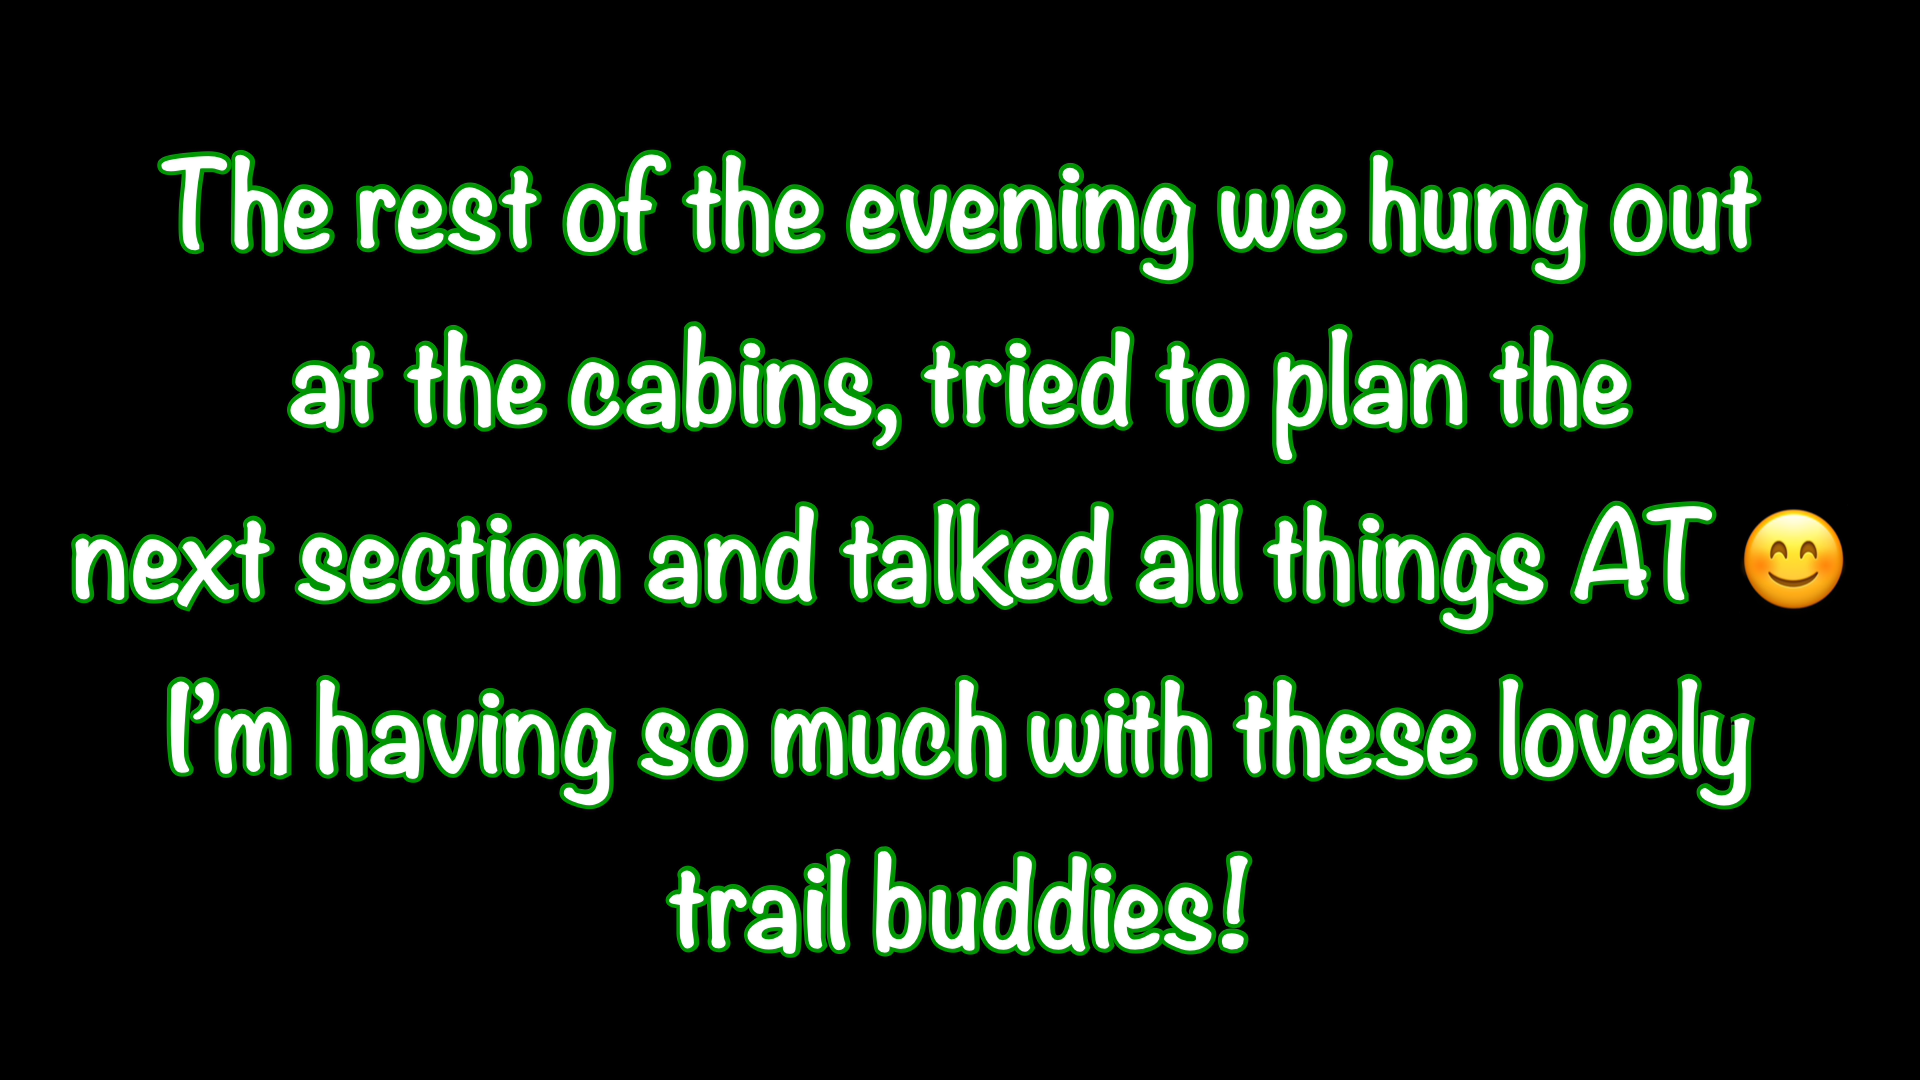 The rest of the evening we hung out
at the cabins, tried to plan the
next section and talked all things AT 😊
I’m having so much with these lovely
trail buddies!